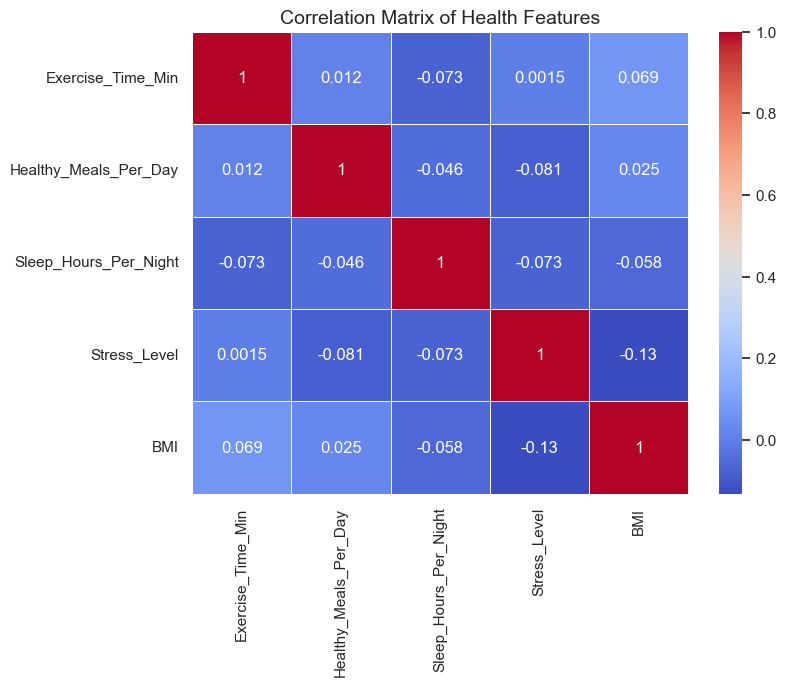 Correlation Matrix of Health Features
Exercise_Time_Min 1 0.012 -0.073 0.0015 0.069
Healthy_Meals_Per_Day 0.012 1 -0.046 -0.081 0.025
Sleep_Hours_Per_Night -0.073 -0.046 1 -0.073 -0.058
Stress_Level 0.0015 -0.081 -0.073 1 -0.13
BMI 0.069 0.025 -0.058 -0.13 1
Exercise_Time_Min
Healthy_Meals_Per_Day
Sleep_Hours_Per_Night
Stress_Level
BMI
1.0
0.8
0.6
0.4
0.2
0.0